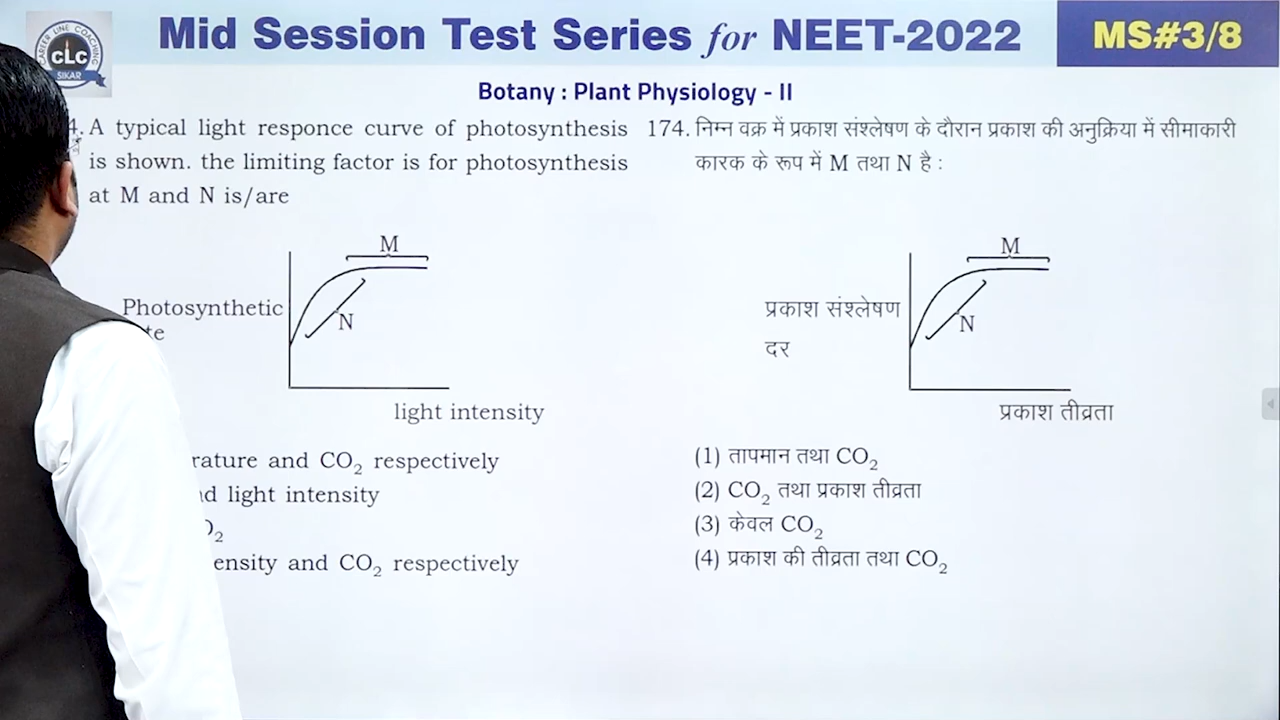 Mid Session Test Series for NEET-2022
MS#3/8
CAREER LINE COACHING
CLC
SIKAR
Botany : Plant Physiology - II
4. A typical light responce curve of photosynthesis
is shown. the limiting factor is for photosynthesis
at M and N is/are
M
N
Photosynthetic
light intensity
and CO2 respectively
light intensity
and CO2 respectively
174. निम्न वक्र में प्रकाश संश्लेषण के दौरान प्रकाश की अनुक्रिया में सीमाकारी
कारक के रूप में M तथा N है :
M
N
प्रकाश संश्लेषण
दर
प्रकाश तीव्रता
(1) तापमान तथा CO2
(2) CO2 तथा प्रकाश तीव्रता
(3) केवल CO2
(4) प्रकाश की तीव्रता तथा CO2